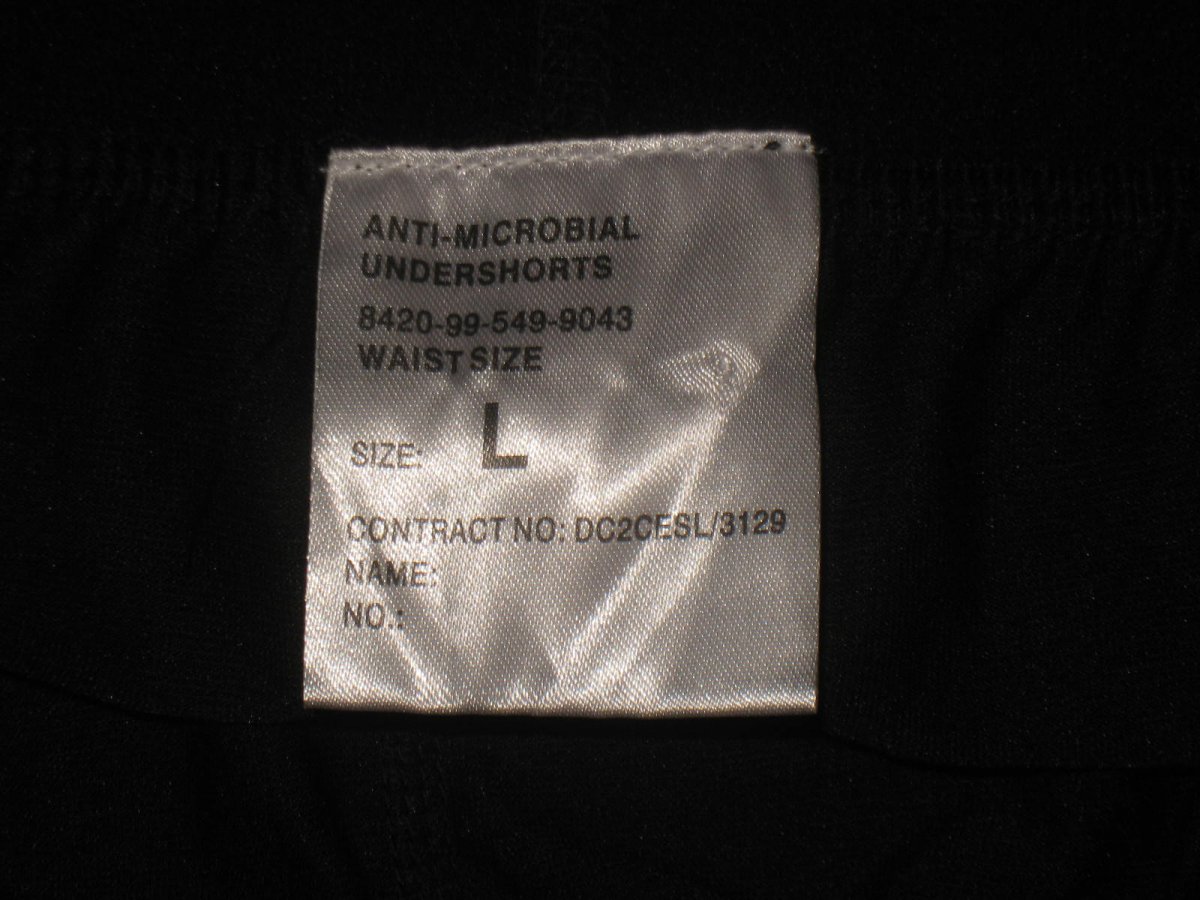 ANTI-MICROBIAL
UNDERSHORTS
8420-99-549-9043
WAIST SIZE
SIZE: L
CONTRACT NO: DC2CESL/3129
NAME:
NO.: